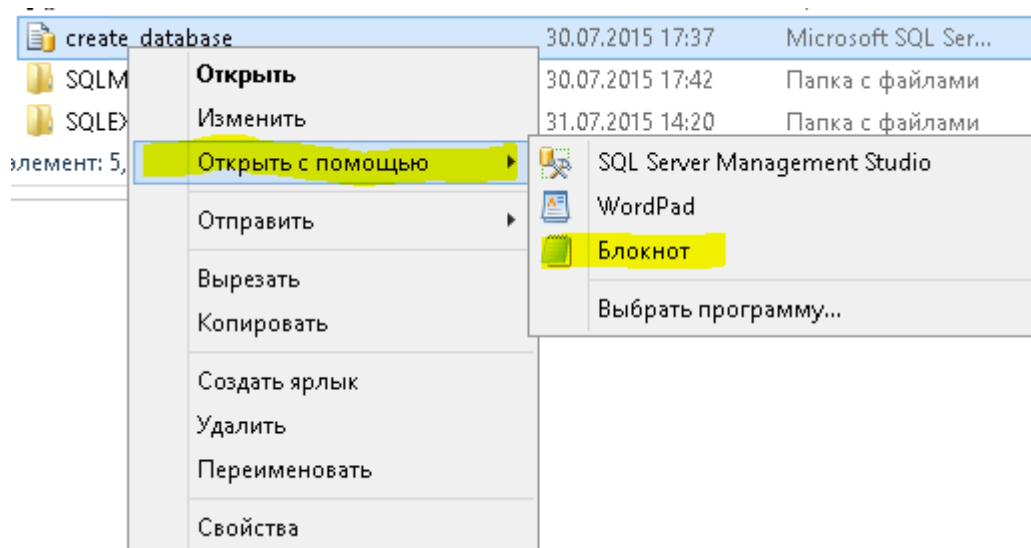 create_database 30.07.2015 17:37 Microsoft SQL Ser...
SQLM 30.07.2015 17:42 Папка с файлами
SQLEX 31.07.2015 14:20 Папка с файлами
элемент: 5,
Открыть
Изменить
Открыть с помощью
Отправить
Вырезать
Копировать
Создать ярлык
Удалить
Переименовать
Свойства
SQL Server Management Studio
WordPad
Блокнот
Выбрать программу...